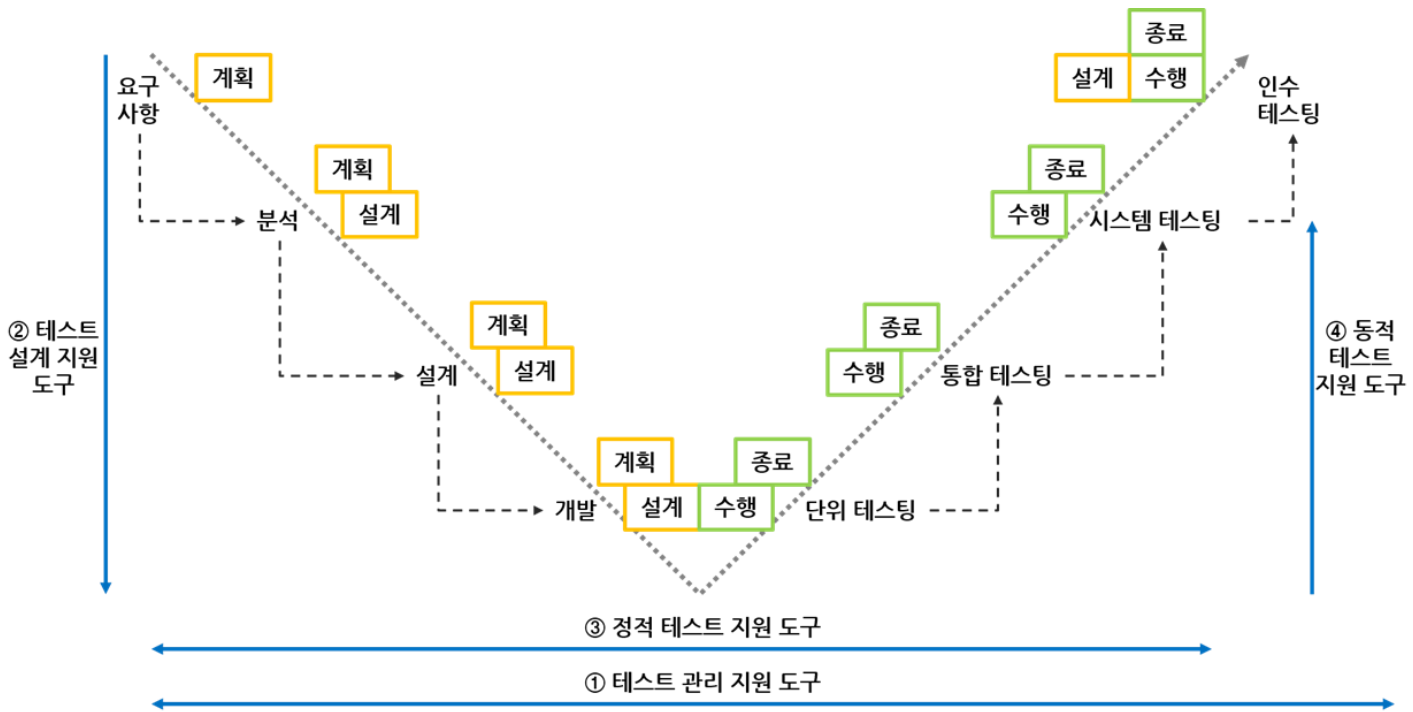 종료
계획
설계
수행
요구
사항
인수
테스팅
계획
종료
설계
수행
분석
시스템 테스팅
② 테스트
설계 지원
도구
계획
종료
④ 동적
테스트
지원 도구
설계
설계
수행
통합 테스팅
계획
종료
개발
설계
수행
단위 테스팅
③ 정적 테스트 지원 도구
① 테스트 관리 지원 도구